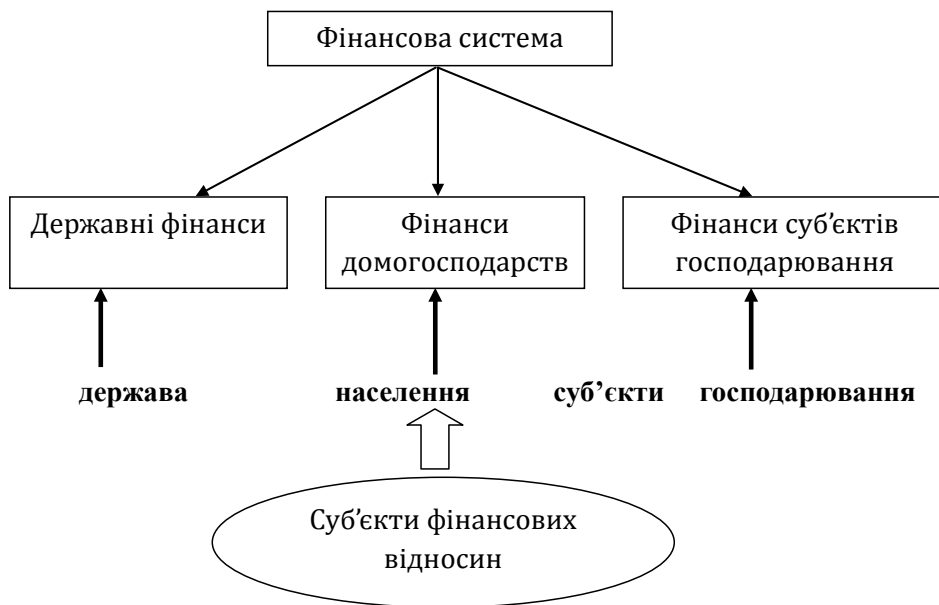 Фінансова система
Державні фінанси
Фінанси
домогосподарств
Фінанси суб’єктів
господарювання
держава населення суб’єкти господарювання
Суб’єкти фінансових
відносин